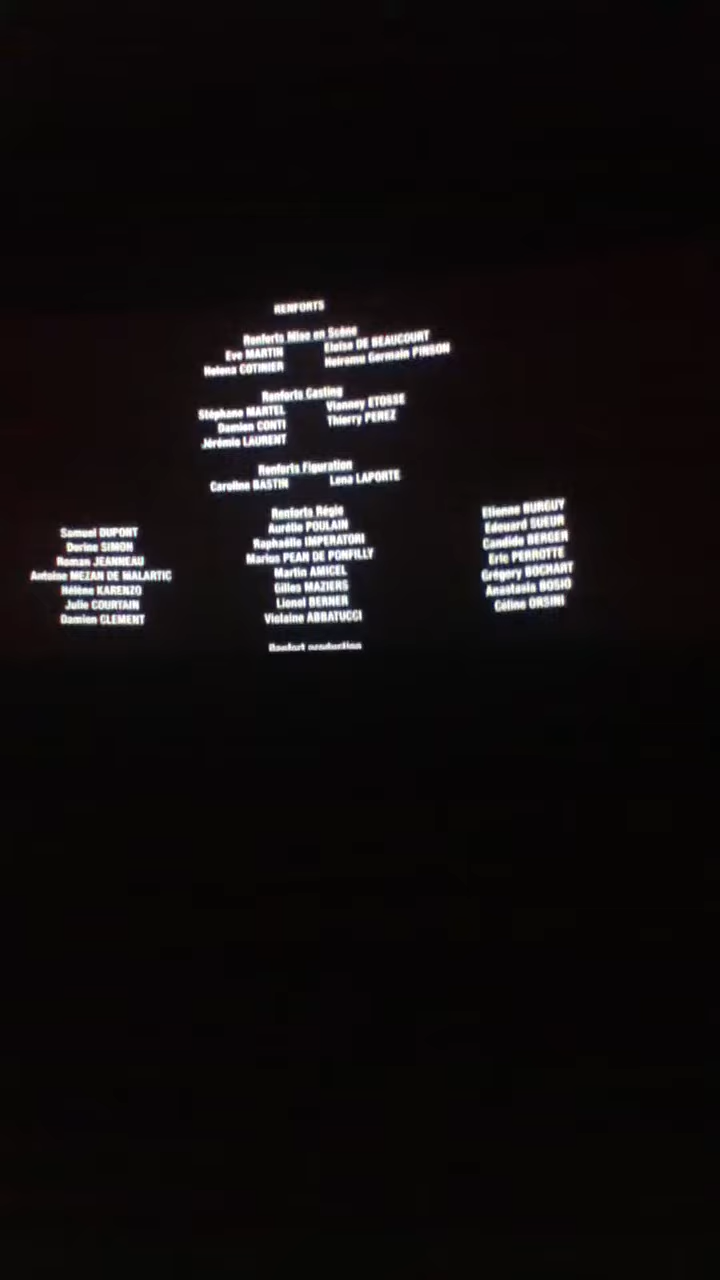 RENFORTS
Renforts Mise en Scène
Eve MARTIN Eloïse DE BEAUCOURT
Helena COTINIER Heiremu Germain PINSON
Renforts Casting
Stéphane MARTEL Vianney ETOSSE
Damien CONTI Thierry PEREZ
Jérémie LAURENT
Renforts Figuration
Caroline BASTIN Lena LAPORTE
Renforts Régie
Samuel DUPONT Aurélie POULAIN Etienne BURGUY
Dorine SIMON Raphaëlle IMPERATORI Edouard SUEUR
Roman JEANNEAU Marius PEAN DE PONFILLY Candide BERGER
Antoine MEZAN DE MALARTIC Martin AMICEL Eric PERROTTE
Hélène KARENZO Gilles MAZIERS Grégory BOCHART
Julie COURTAIN Lionel BERNER Anastasia BOSIO
Damien CLEMENT Violaine ABBATUCCI Céline ORSINI